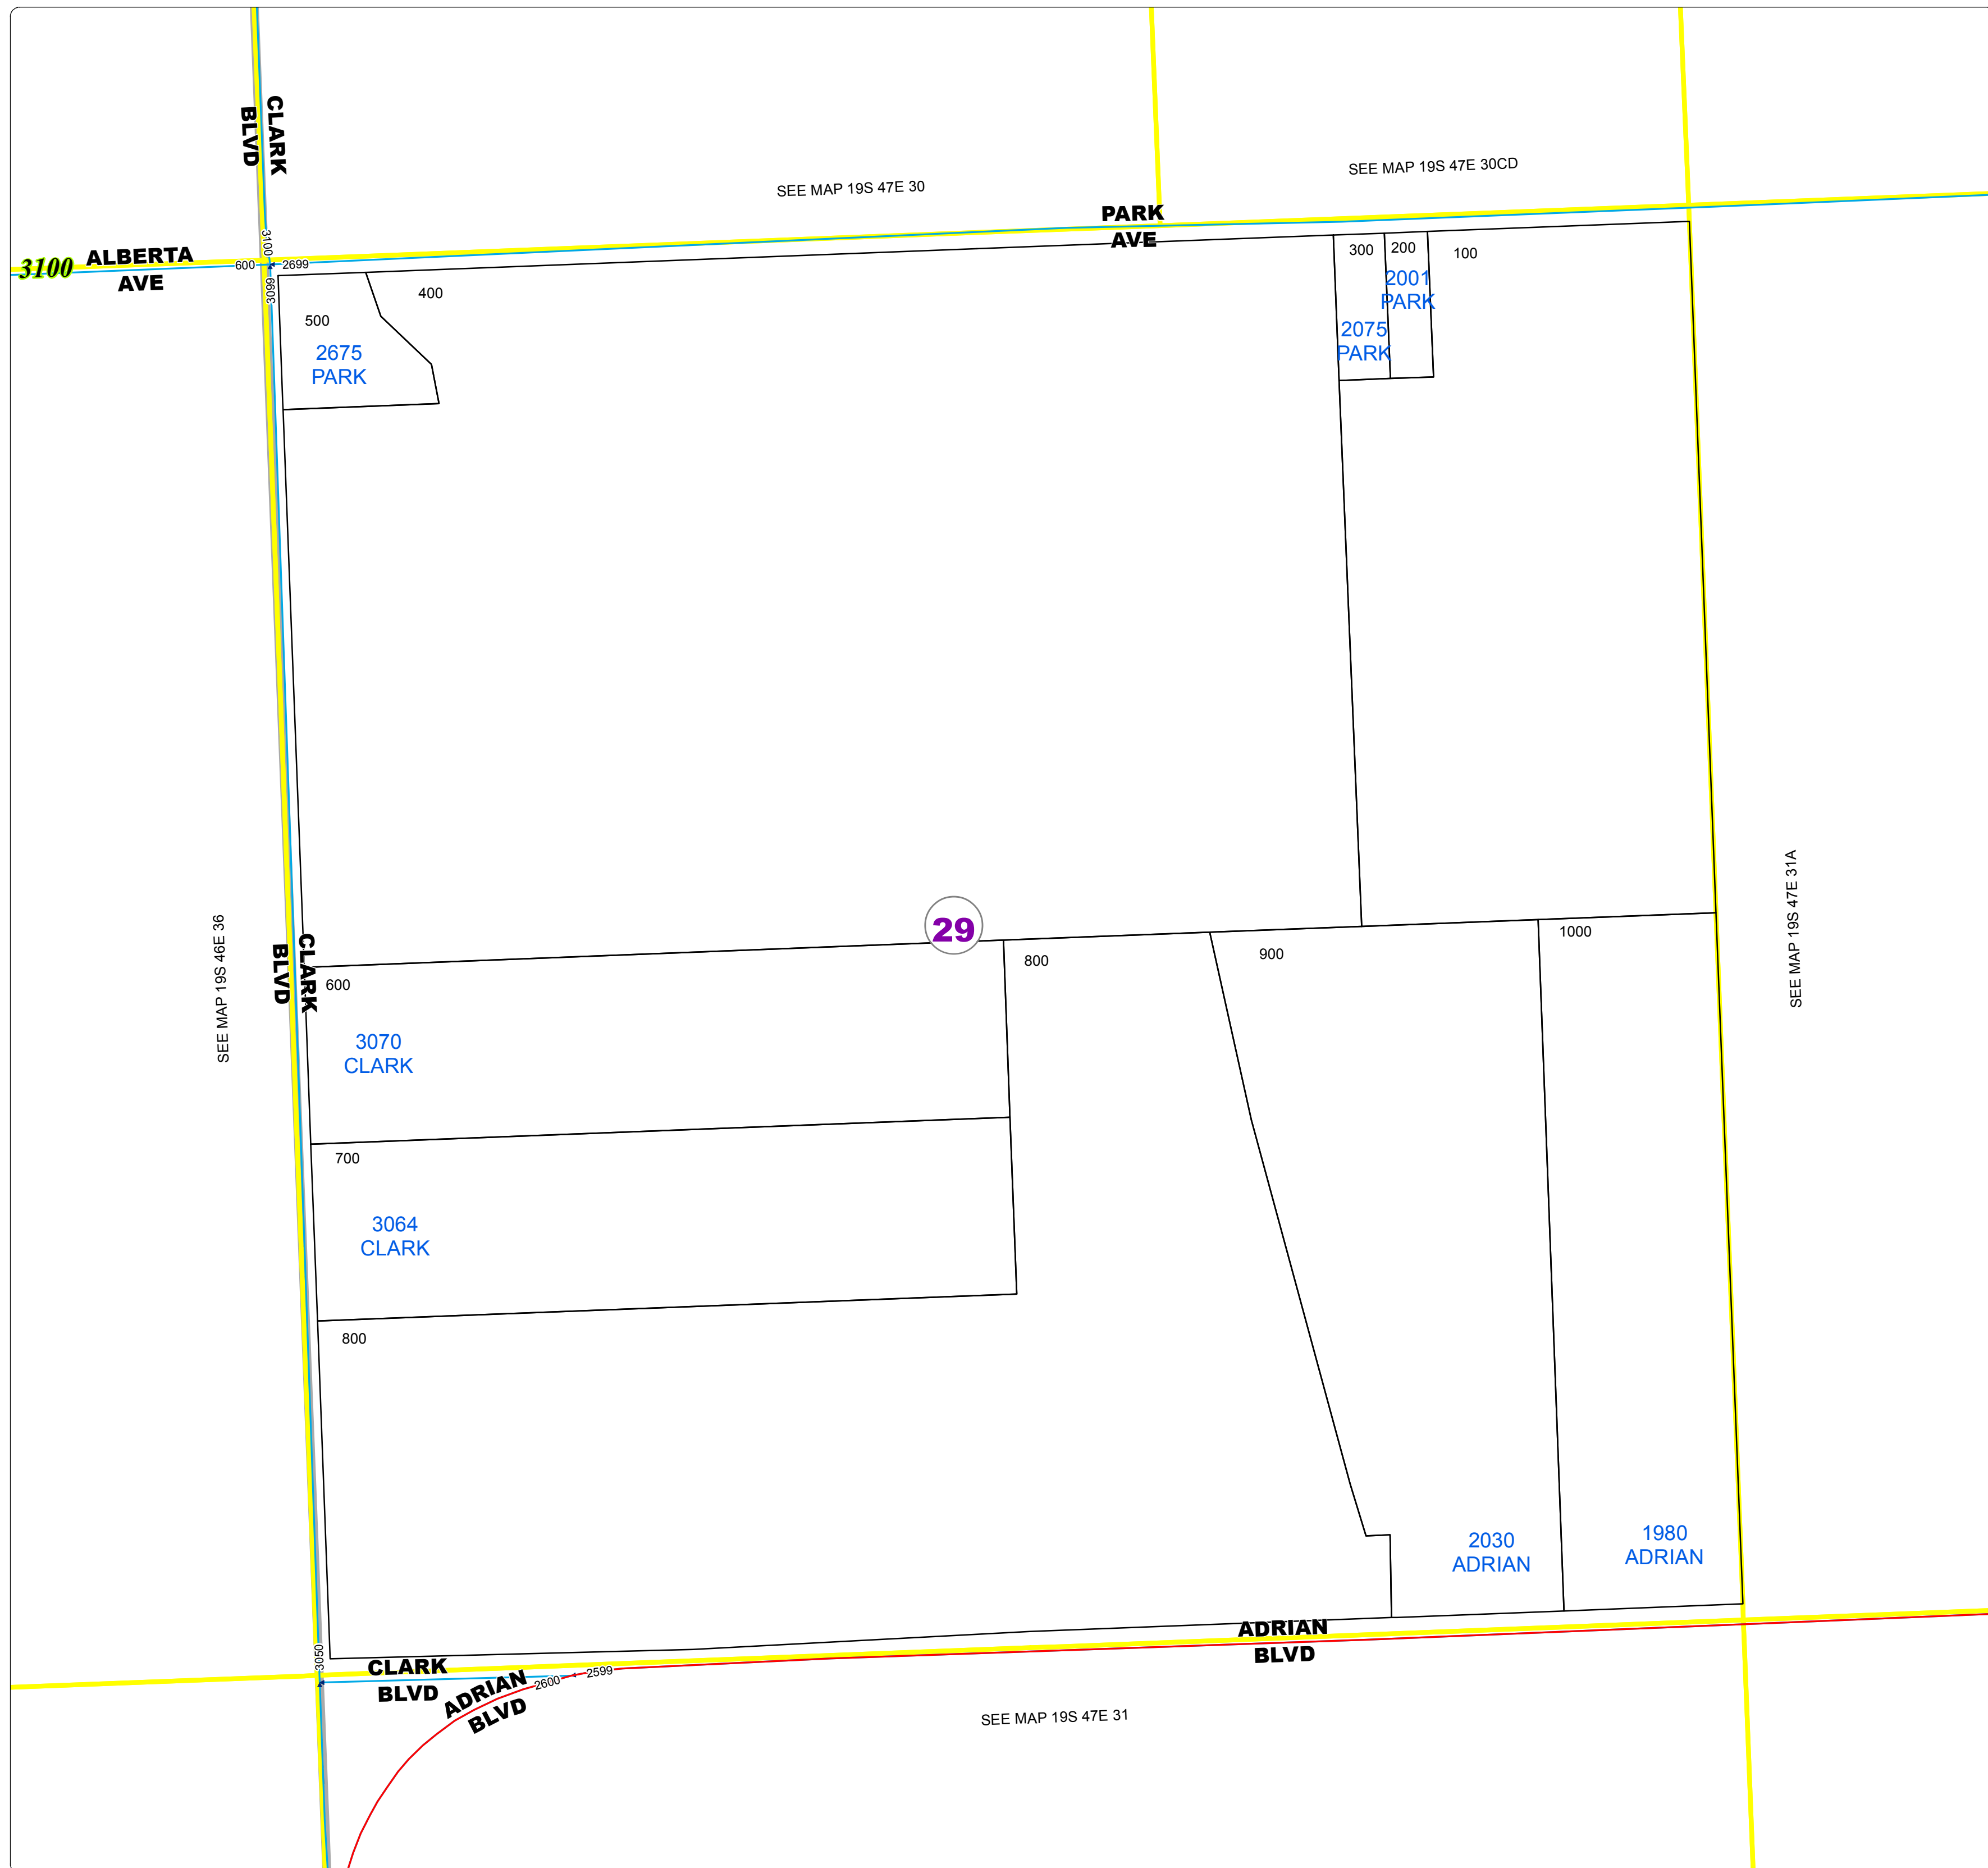 CLARK
BLVD
SEE MAP 19S 47E 30CD
SEE MAP 19S 47E 30
PARK
AVE
3100
ALBERTA
AVE
3100
600
2699
3099
300
200
100
2001
PARK
400
500
2075
PARK
2675
PARK
SEE MAP 19S 46E 36
CLARK
BLVD
29
SEE MAP 19S 47E 31A
600
800
900
1000
3070
CLARK
700
3064
CLARK
800
2030
ADRIAN
1980
ADRIAN
3050
CLARK
BLVD
ADRIAN
BLVD
2600
2599
ADRIAN
BLVD
SEE MAP 19S 47E 31